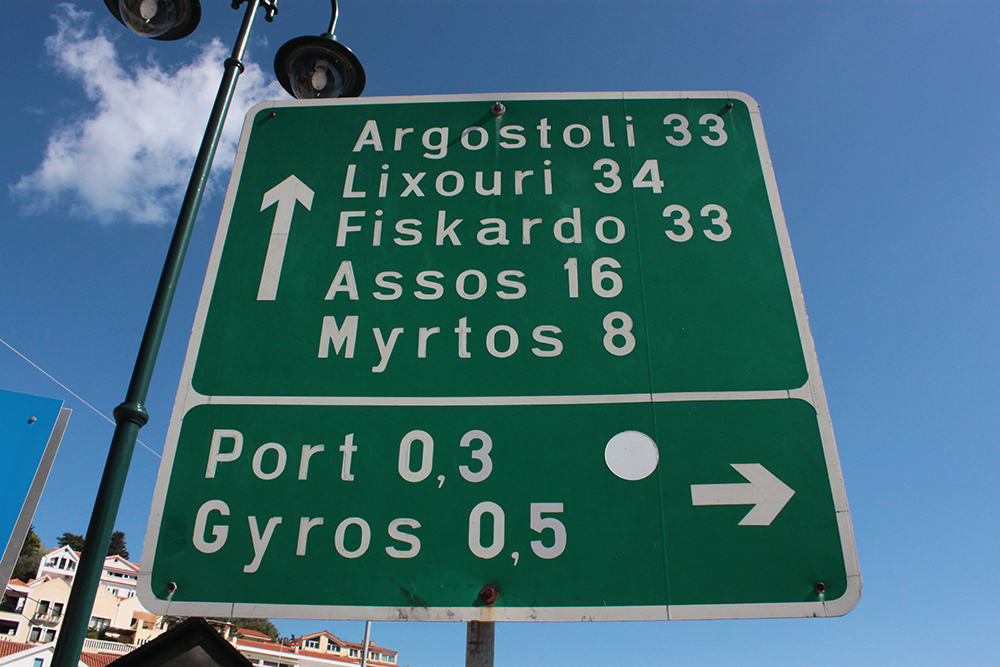 Argostoli 33
Lixouri 34
Fiskardo 33
Assos 16
Myrtos 8
Port 0,3
Gyros 0,5